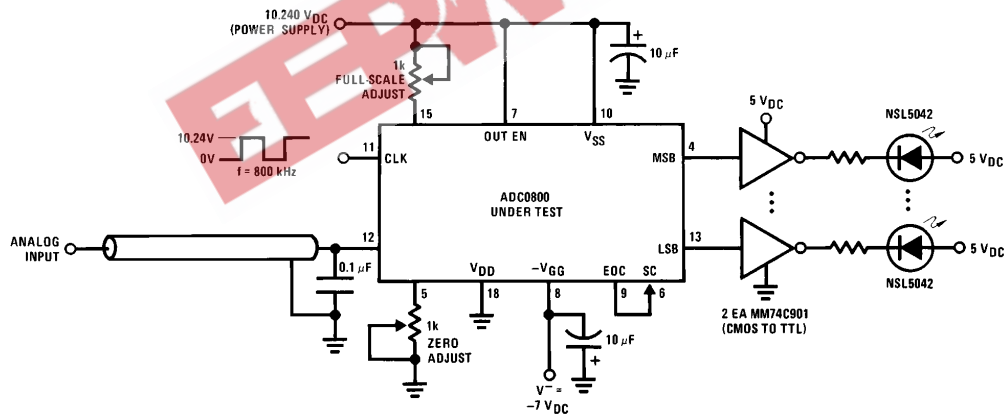 10.240 VDC
(POWER SUPPLY)
1k
FULL-SCALE
ADJUST
10 µF
+
15
7
10
OUT EN
VSS
5 VDC
NSL5042
10.24V
0V
f = 800 kHz
11
CLK
MSB
4
5 VDC
ADC0800
UNDER TEST
ANALOG
INPUT
12
LSB
13
5 VDC
0.1 µF
VDD
−VGG
EOC
SC
5
18
8
9
6
NSL5042
2 EA MM74C901
(CMOS TO TTL)
1k
ZERO
ADJUST
10 µF
+
V− =
−7 VDC